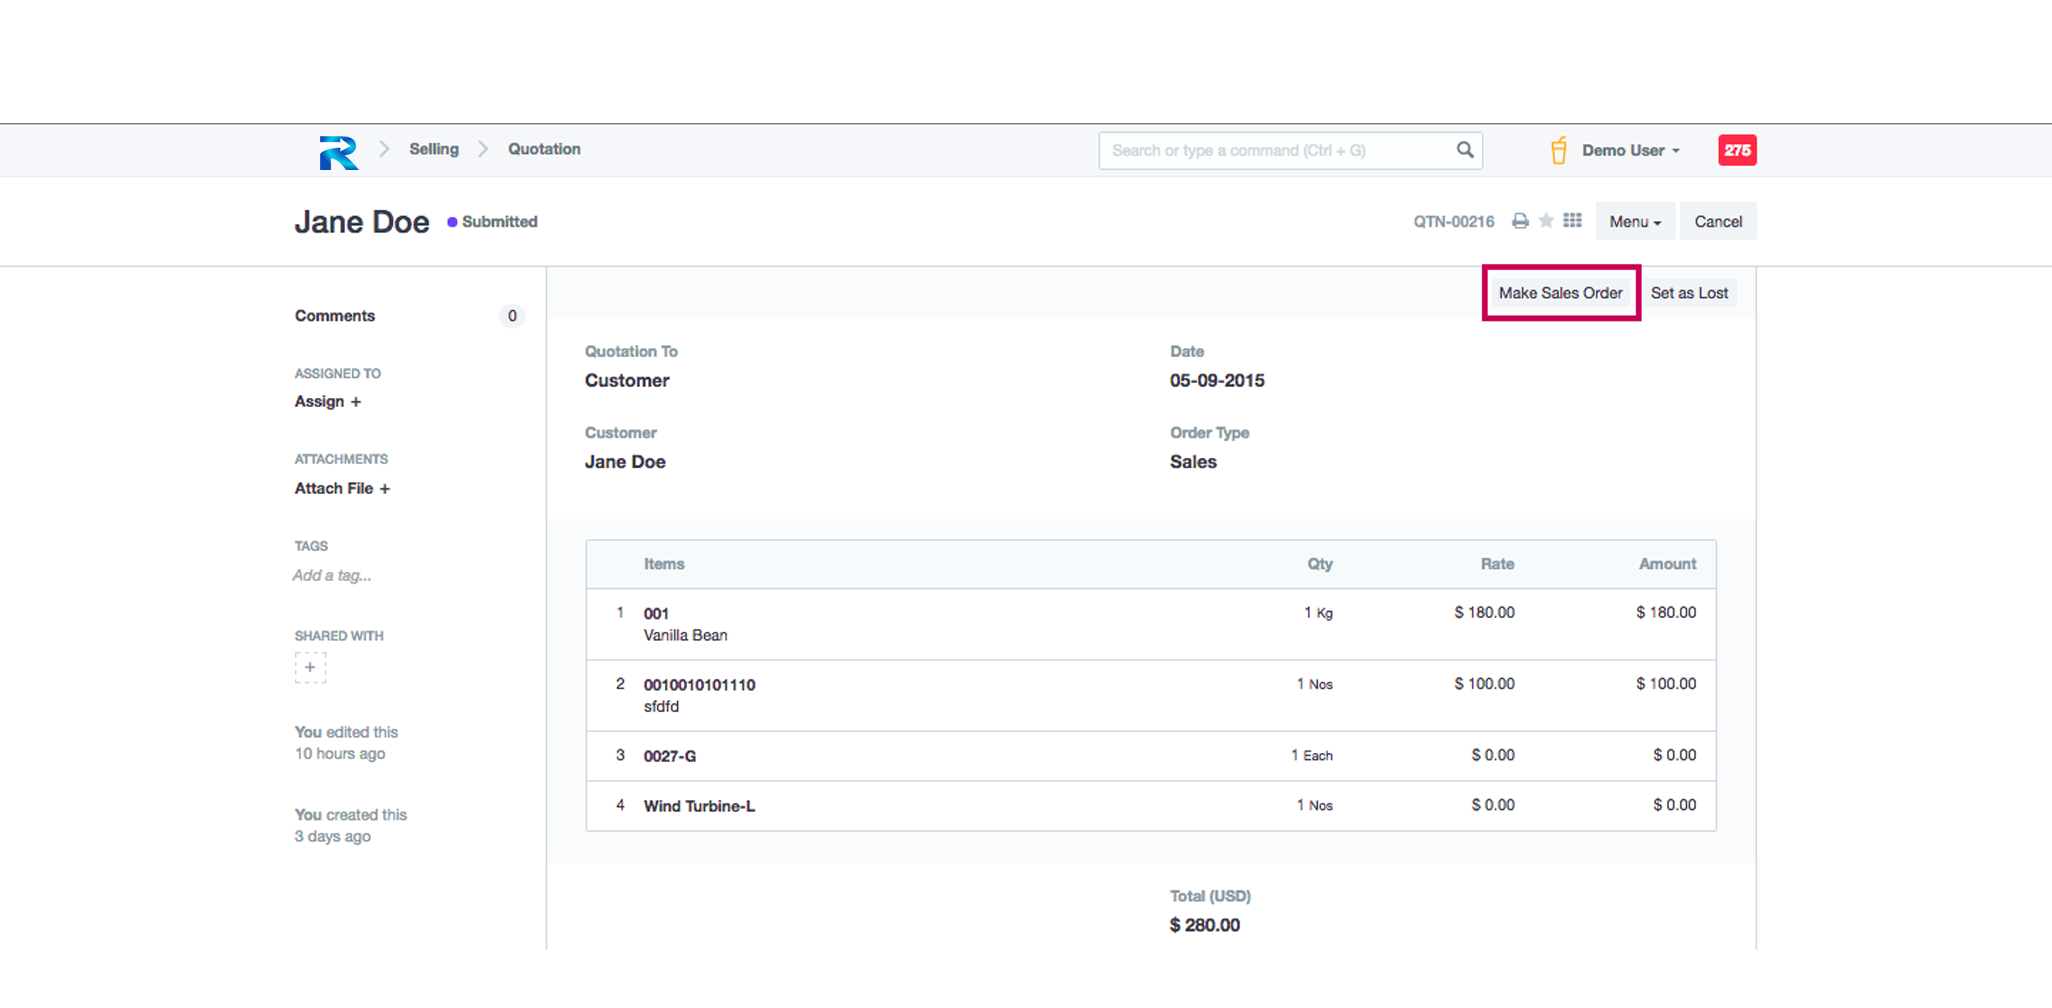 Selling Quotation Search or type a command (Ctrl + G) Demo User 275
Jane Doe Submitted QTN-00216 Menu Cancel
Make Sales Order Set as Lost
Comments 0
ASSIGNED TO
Assign +
ATTACHMENTS
Attach File +
TAGS
Add a tag...
SHARED WITH
+
You edited this
10 hours ago
You created this
3 days ago
Quotation To
Customer
Date
05-09-2015
Customer
Jane Doe
Order Type
Sales
Items Qty Rate Amount
1 001 1 Kg $ 180.00 $ 180.00
Vanilla Bean
2 0010010101110 1 Nos $ 100.00 $ 100.00
sfdfd
3 0027-G 1 Each $ 0.00 $ 0.00
4 Wind Turbine-L 1 Nos $ 0.00 $ 0.00
Total (USD)
$ 280.00